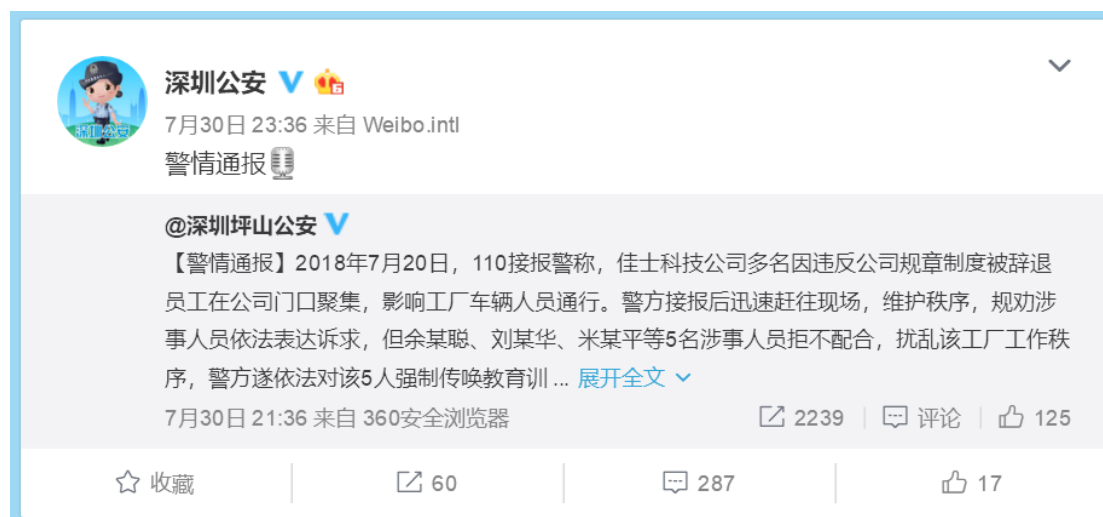 深圳公安
7月30日 23:36 来自 Weibo.intl
警情通报
深圳公安
@深圳坪山公安
【警情通报】2018年7月20日，110接报警称，佳士科技公司多名因违反公司规章制度被辞退
员工在公司门口聚集，影响工厂车辆人员通行。警方接报后迅速赶往现场，维护秩序，规劝涉
事人员依法表达诉求，但余某聪、刘某华、米某平等5名涉事人员拒不配合，扰乱该工厂工作秩
序，警方遂依法对该5人强制传唤教育训 ... 展开全文
7月30日 21:36 来自 360安全浏览器 2239 评论 125
收藏 60 287 17